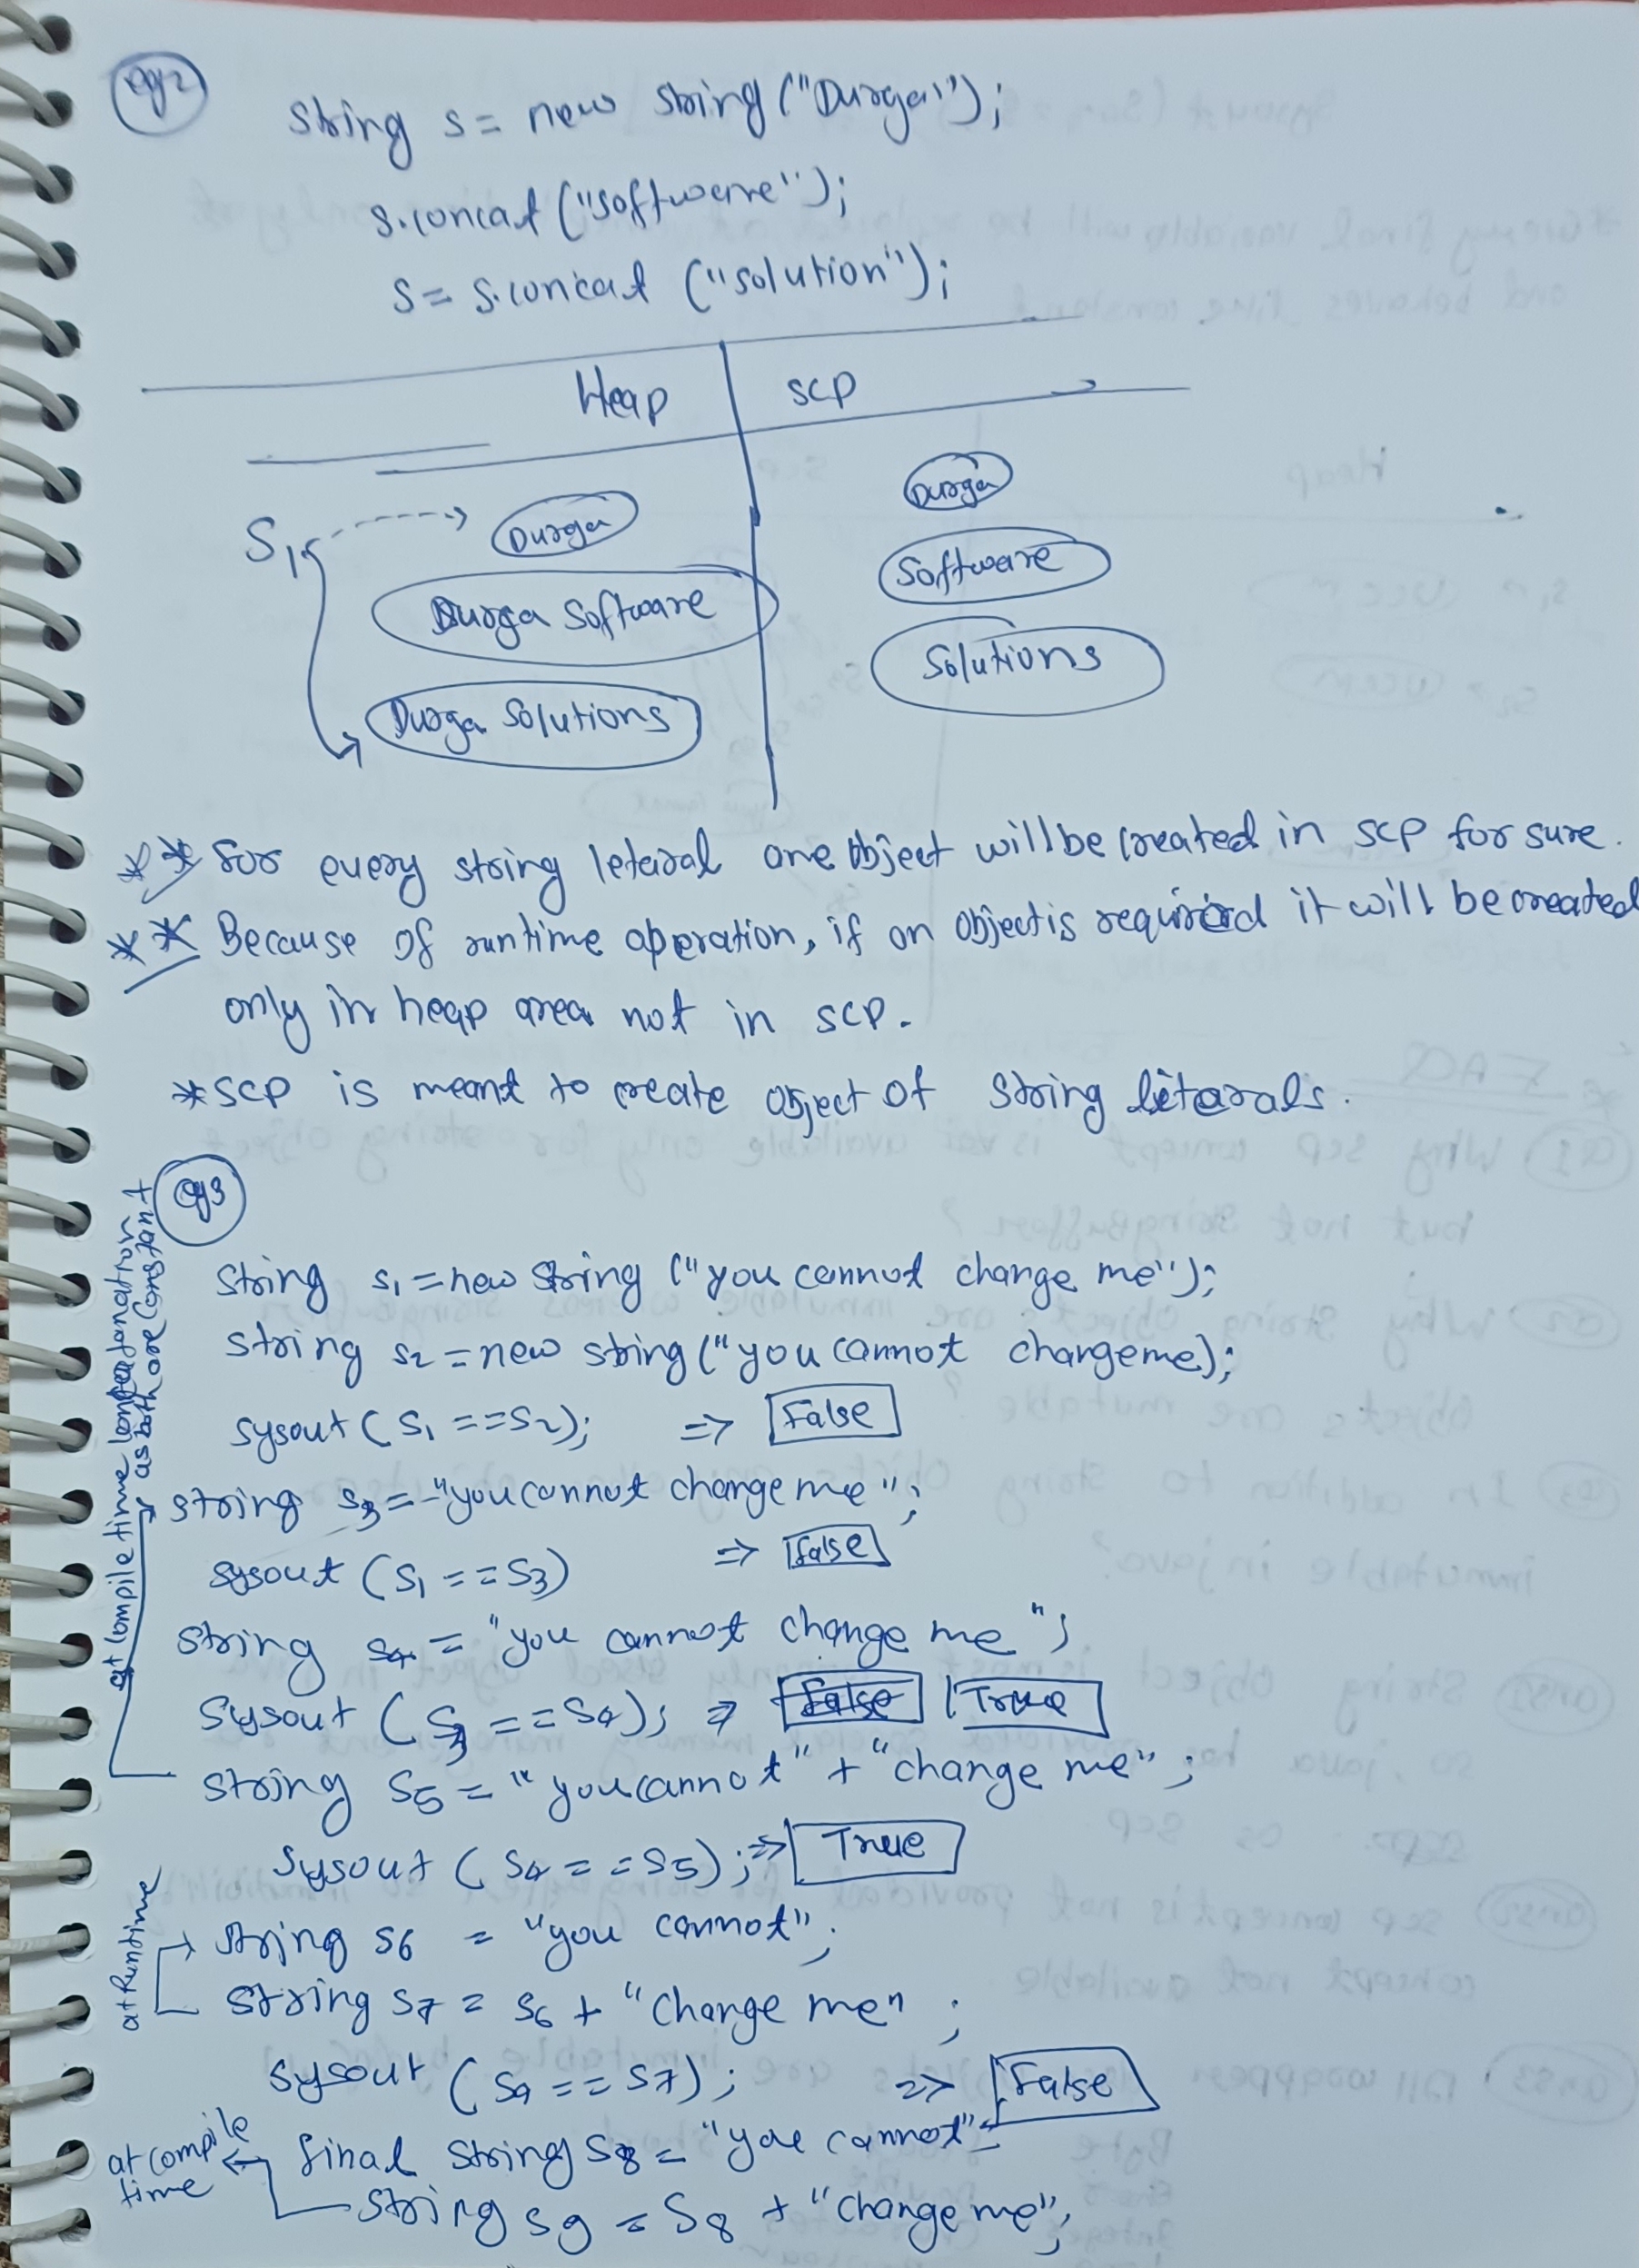 eg2
String s = new String ("Durga");
s.concat ("software");
s = s.concat ("solution");
Heap | SCP
S1 Durga Durga
Durga Software Software
Durga Solutions Solutions
** For every string leteral one object will be created in SCP for sure.
** Because of runtime operation, if an object is required it will be created
only in heap area not in SCP.
* SCP is meant to create object of String literals.
eg3
String s1 = new String ("you cannot change me");
String s2 = new String ("you cannot change me);
sysout (s1 == s2); => False
String s3 = "you cannot change me";
sysout (s1 == s3) => False
String s4 = "you cannot change me";
Sysout (s3 == s4); => False | True
String s5 = "you cannot" + "change me";
Sysout (s4 == s5); => True
String s6 = "you cannot";
String s7 = s6 + "change me";
sysout (s4 == s7); => False
final String s8 = "you cannot"
String s9 = s8 + "change me";
at compile time
as both are constant
at Runtime
at compile
time